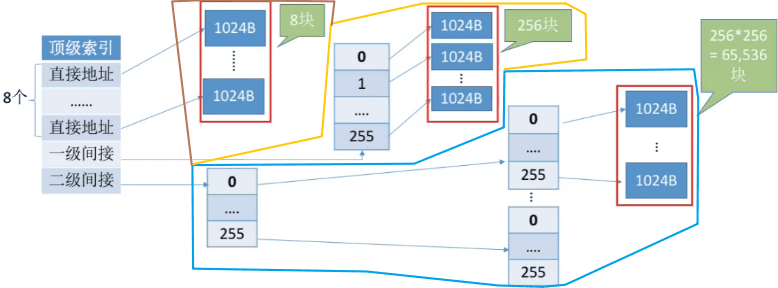 顶级索引
直接地址
......
直接地址
一级间接
二级间接
8个
1024B
1024B
8块
0
1
....
255
1024B
1024B
1024B
256块
0
....
255
0
....
255
0
....
255
1024B
1024B
256*256
= 65,536
块